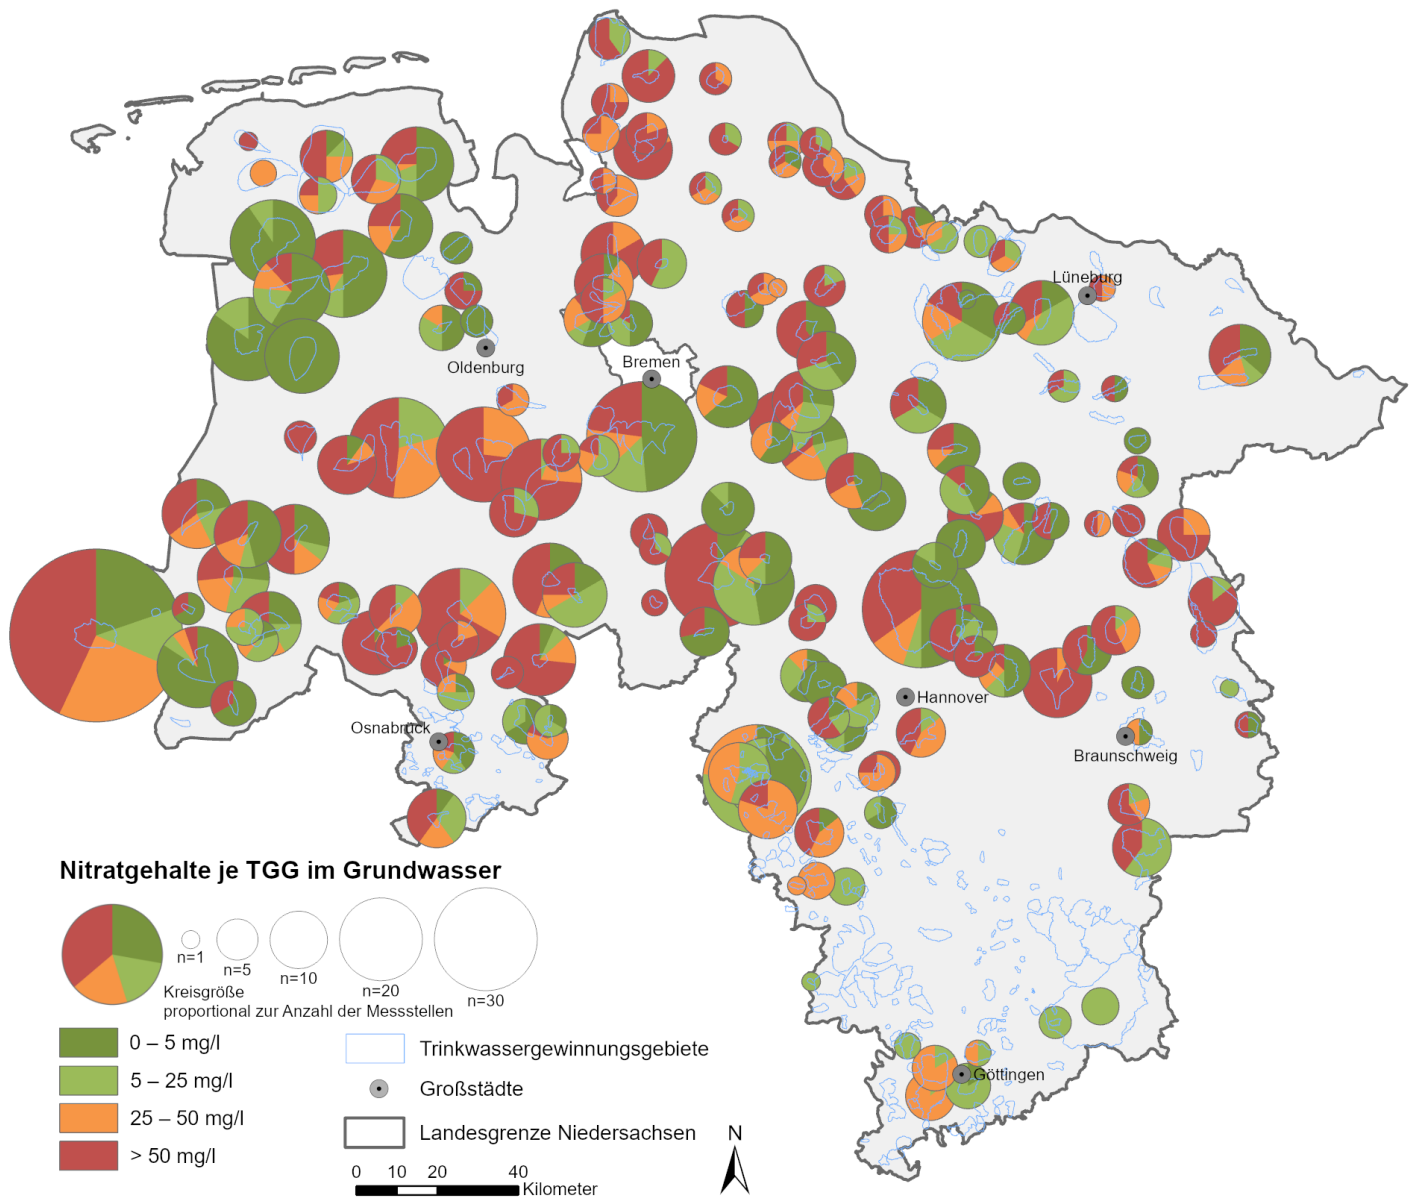 Lüneburg
Bremen
Oldenburg
Hannover
Osnabrück
Braunschweig
Göttingen
Nitratgehalte je TGG im Grundwasser
n=1
n=5
n=10
n=20
n=30
Kreisgröße
proportional zur Anzahl der Messstellen
0 – 5 mg/l
5 – 25 mg/l
25 – 50 mg/l
> 50 mg/l
Trinkwassergewinnungsgebiete
Großstädte
Landesgrenze Niedersachsen
0 10 20 40
Kilometer
N